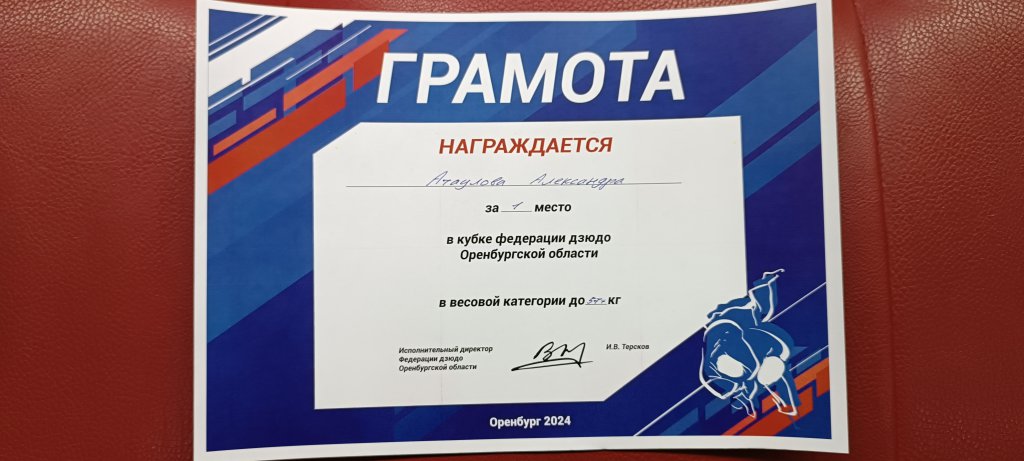 ГРАМОТА
НАГРАЖДАЕТСЯ
Атаулова Александра
за 1 место
в кубке федерации дзюдо
Оренбургской области
в весовой категории до кг
Исполнительный директор
Федерации дзюдо
Оренбургской области
И.В. Терсков
Оренбург 2024